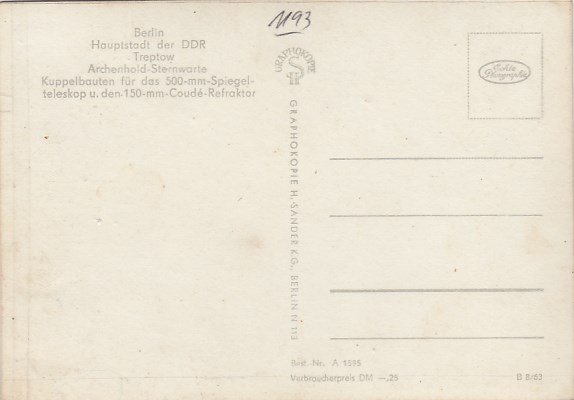 1193
Berlin
Hauptstadt der DDR
Treptow
Archenhold-Sternwarte
Kuppelbauten für das 500-mm-Spiegel-
teleskop u. den 150-mm-Coudé-Refraktor
GRAPHOKOPIE
GRAPHOKOPIE H. SANDER KG., BERLIN N 113
Echte
Photographie
Best.-Nr. A 1595
Verbraucherpreis DM —,25
B 8/63